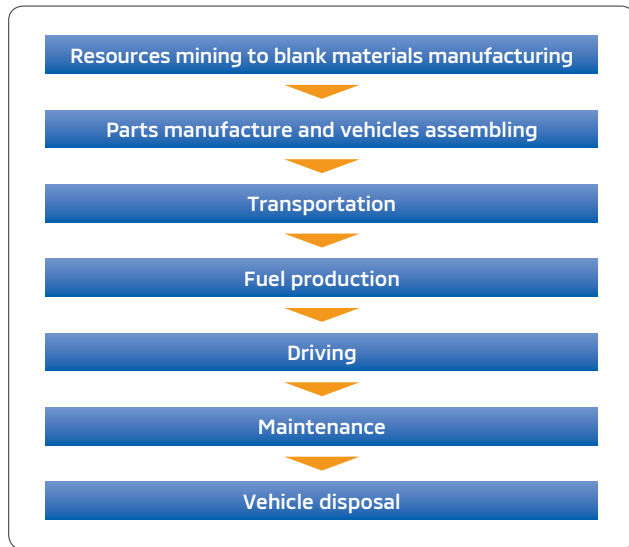 Resources mining to blank materials manufacturing
Parts manufacture and vehicles assembling
Transportation
Fuel production
Driving
Maintenance
Vehicle disposal